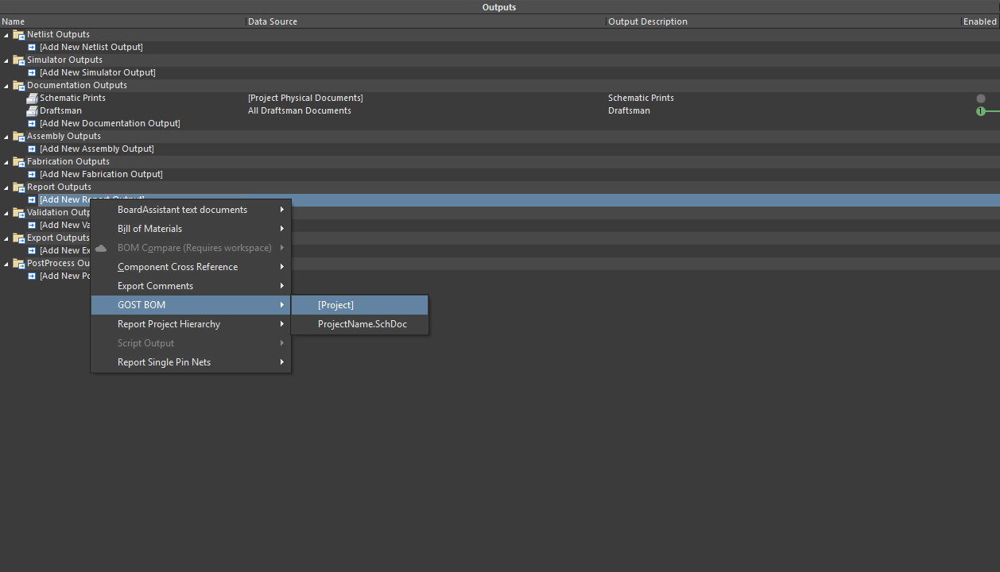 Outputs
Name Data Source Output Description Enabled
Netlist Outputs
[Add New Netlist Output]
Simulator Outputs
[Add New Simulator Output]
Documentation Outputs
Schematic Prints [Project Physical Documents] Schematic Prints
Draftsman All Draftsman Documents Draftsman 1
[Add New Documentation Output]
Assembly Outputs
[Add New Assembly Output]
Fabrication Outputs
[Add New Fabrication Output]
Report Outputs
[Add New Report Output]
Validation Outp
[Add New Va
Export Outputs
[Add New Ex
PostProcess Ou
[Add New Po
BoardAssistant text documents
Bill of Materials
BOM Compare (Requires workspace)
Component Cross Reference
Export Comments
GOST BOM
Report Project Hierarchy
Script Output
Report Single Pin Nets
[Project]
ProjectName.SchDoc